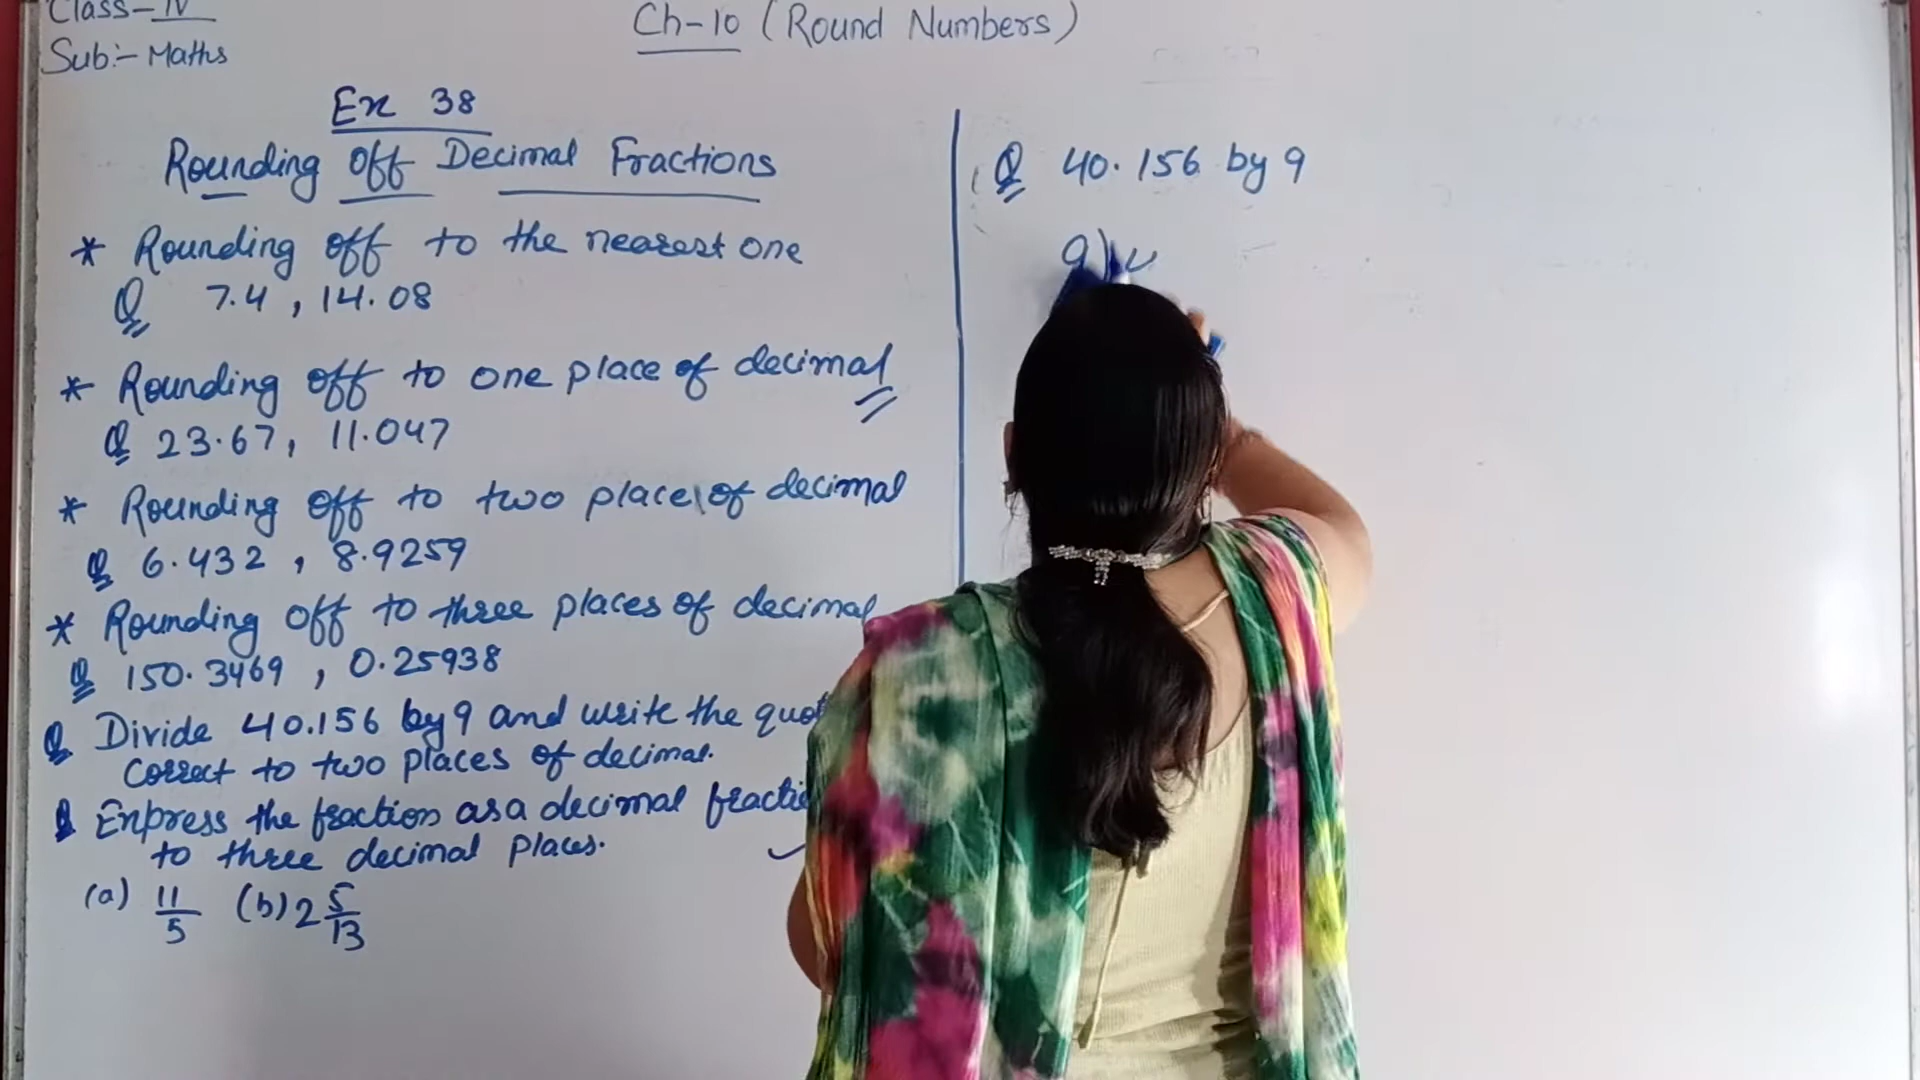 Class-IV
Sub:- Maths
Ch-10 (Round Numbers)
Ex 38
Rounding off Decimal Fractions
* Rounding off to the nearest one
Q 7.4, 14.08
* Rounding off to one place of decimal
Q 23.67, 11.047
* Rounding off to two place of decimal
Q 6.432, 8.9259
* Rounding off to three places of decimal
Q 150.3469, 0.25938
Q Divide 40.156 by 9 and write the quot
Correct to two places of decimal.
Q Express the fraction as a decimal fractio
to three decimal places.
(a) 11/5 (b) 2 5/13
Q 40.156 by 9
9)